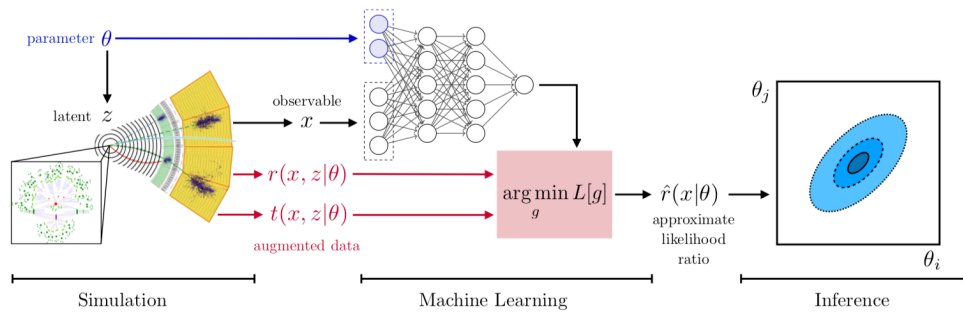 parameter θ
latent z
observable
x
r(x, z|θ)
t(x, z|θ)
augmented data
arg min L[g]
g
r̂(x|θ)
approximate
likelihood
ratio
θj
θi
Simulation
Machine Learning
Inference